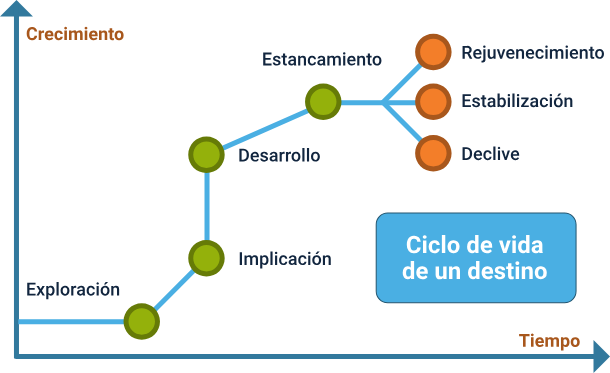 Crecimiento
Estancamiento
Rejuvenecimiento
Estabilización
Desarrollo
Declive
Implicación
Exploración
Ciclo de vida
de un destino
Tiempo